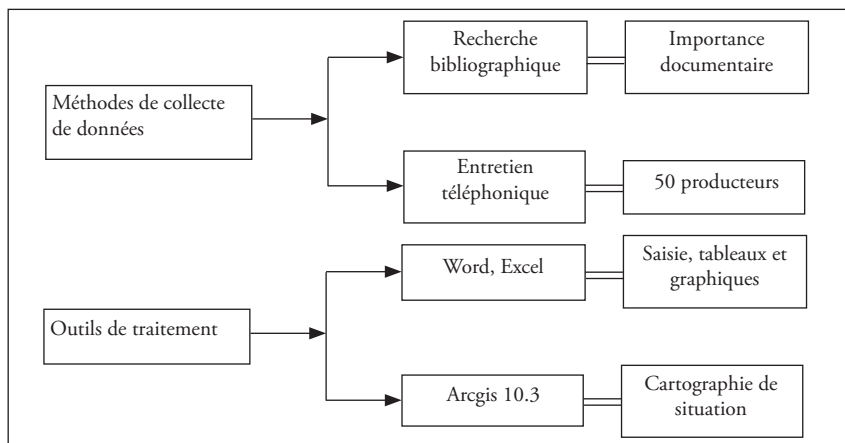 Recherche
bibliographique
Importance
documentaire
Méthodes de collecte
de données
Entretien
téléphonique
50 producteurs
Word, Excel
Saisie, tableaux et
graphiques
Outils de traitement
Arcgis 10.3
Cartographie de
situation